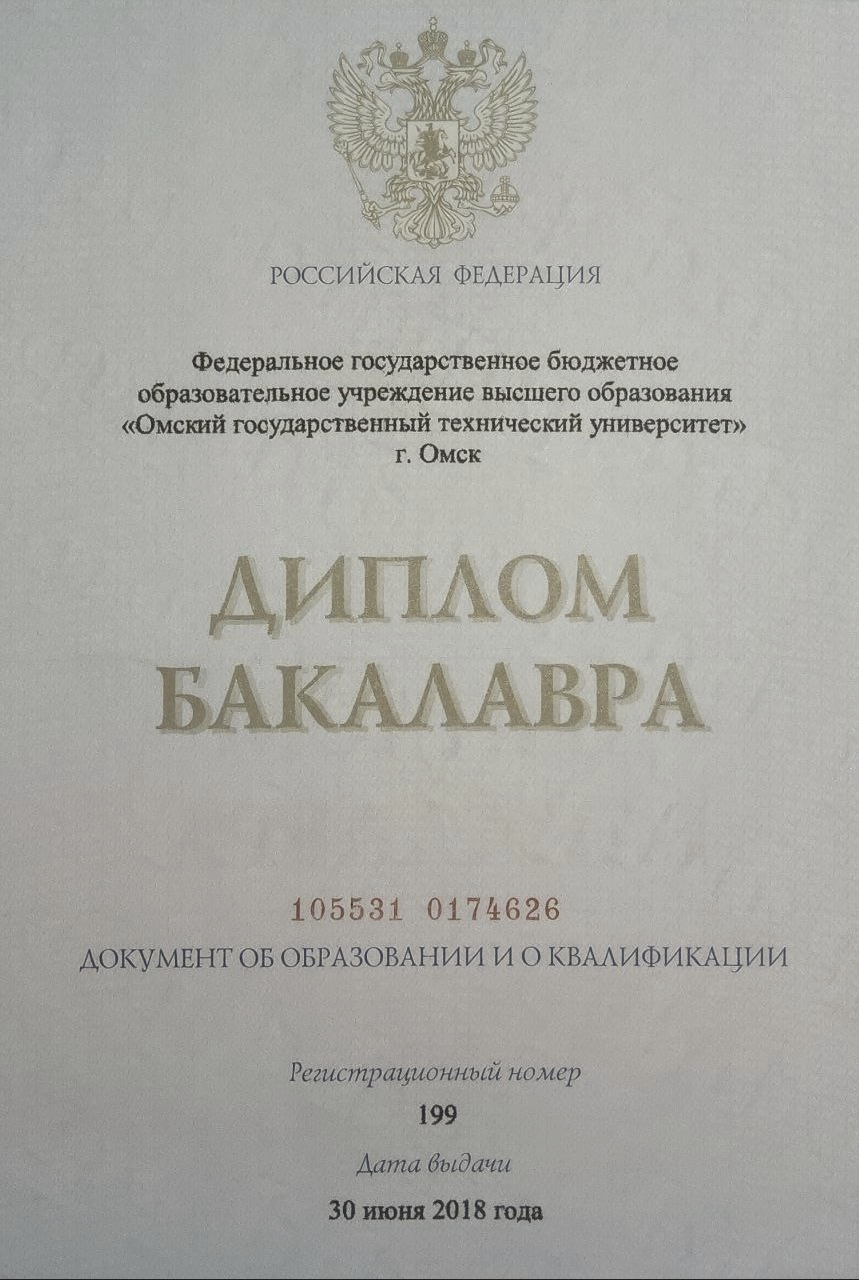 РОССИЙСКАЯ ФЕДЕРАЦИЯ
Федеральное государственное бюджетное
образовательное учреждение высшего образования
«Омский государственный технический университет»
г. Омск
ДИПЛОМ
БАКАЛАВРА
105531 0174626
ДОКУМЕНТ ОБ ОБРАЗОВАНИИ И О КВАЛИФИКАЦИИ
Регистрационный номер
199
Дата выдачи
30 июня 2018 года